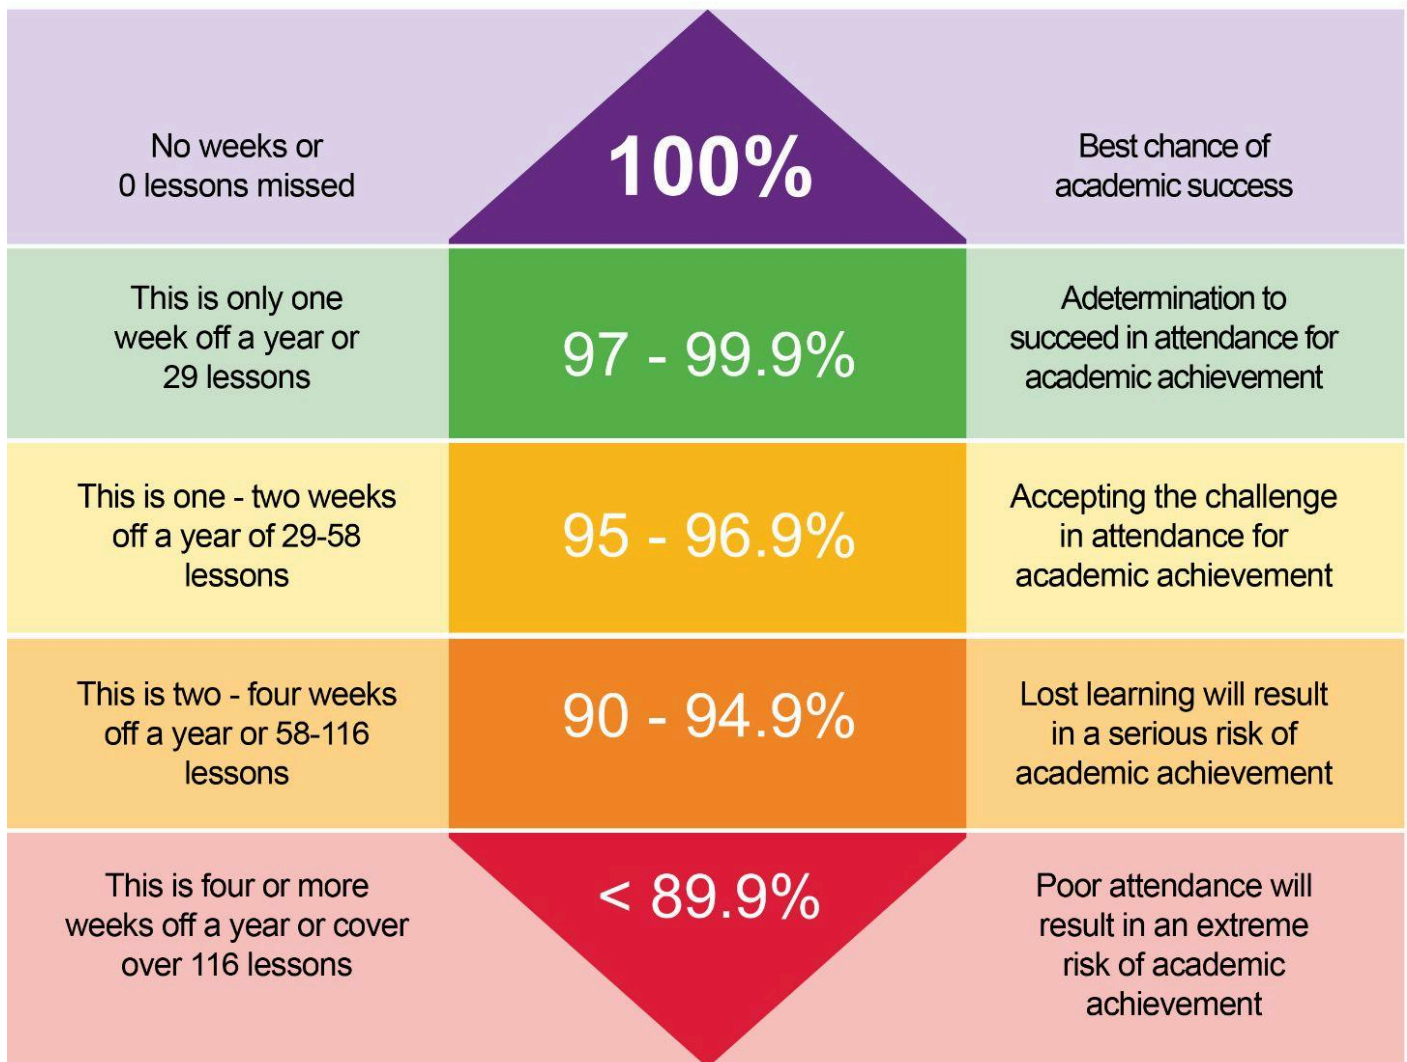 No weeks or
0 lessons missed
100%
Best chance of
academic success
This is only one
week off a year or
29 lessons
97 - 99.9%
Adetermination to
succeed in attendance for
academic achievement
This is one - two weeks
off a year of 29-58
lessons
95 - 96.9%
Accepting the challenge
in attendance for
academic achievement
This is two - four weeks
off a year or 58-116
lessons
90 - 94.9%
Lost learning will result
in a serious risk of
academic achievement
This is four or more
weeks off a year or cover
over 116 lessons
< 89.9%
Poor attendance will
result in an extreme
risk of academic
achievement